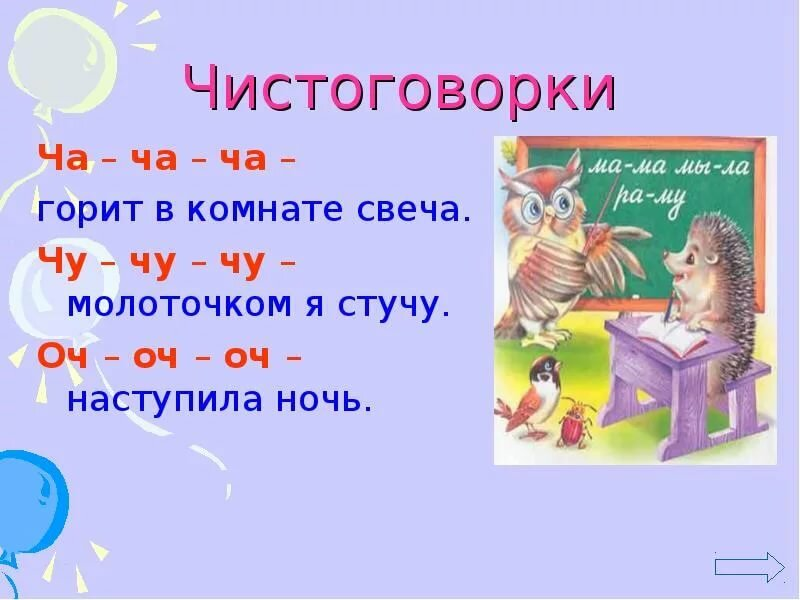 Чистоговорки
Ча – ча – ча –
горит в комнате свеча.
Чу – чу – чу –
молоточком я стучу.
Оч – оч – оч –
наступила ночь.
ма-ма мы-ла
ра-му